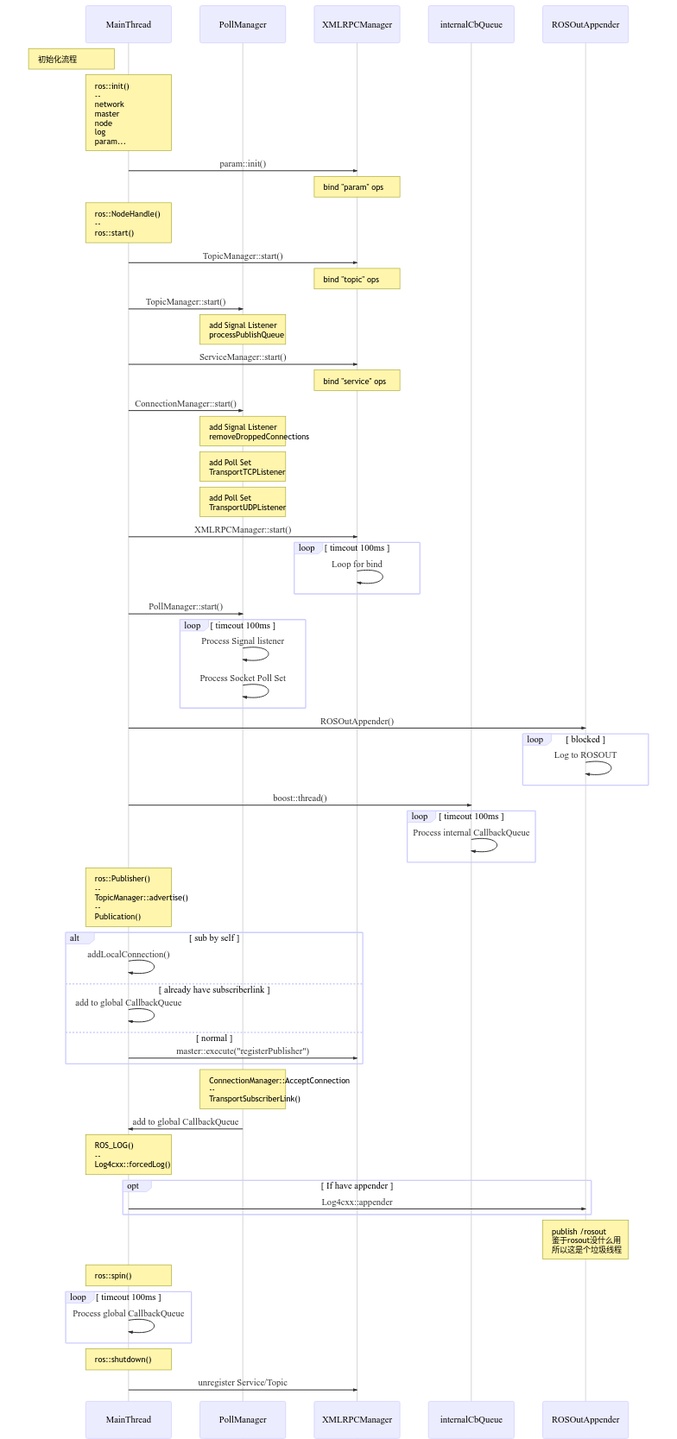 MainThread
PollManager
XMLRPCManager
internalCbQueue
ROSOutAppender
初始化流程
ros::init()
--
network
master
node
log
param...
param::init()
bind "param" ops
ros::NodeHandle()
--
ros::start()
TopicManager::start()
bind "topic" ops
TopicManager::start()
add Signal Listener
processPublishQueue
ServiceManager::start()
bind "service" ops
ConnectionManager::start()
add Signal Listener
removeDroppedConnections
add Poll Set
TransportTCPListener
add Poll Set
TransportUDPListener
XMLRPCManager::start()
loop [ timeout 100ms ]
Loop for bind
PollManager::start()
loop [ timeout 100ms ]
Process Signal listener
Process Socket Poll Set
ROSOutAppender()
loop [ blocked ]
Log to ROSOUT
boost::thread()
loop [ timeout 100ms ]
Process internal CallbackQueue
ros::Publisher()
--
TopicManager::advertise()
--
Publication()
alt [ sub by self ]
addLocalConnection()
[ already have subscriberlink ]
add to global CallbackQueue
[ normal ]
master::execute("registerPublisher")
ConnectionManager::AcceptConnection
--
TransportSubscriberLink()
add to global CallbackQueue
ROS_LOG()
--
Log4cxx::forcedLog()
opt [ If have appender ]
Log4cxx::appender
publish /rosout
鉴于rosout没什么用
所以这是个垃圾线程
ros::spin()
loop [ timeout 100ms ]
Process global CallbackQueue
ros::shutdown()
unregister Service/Topic
MainThread
PollManager
XMLRPCManager
internalCbQueue
ROSOutAppender